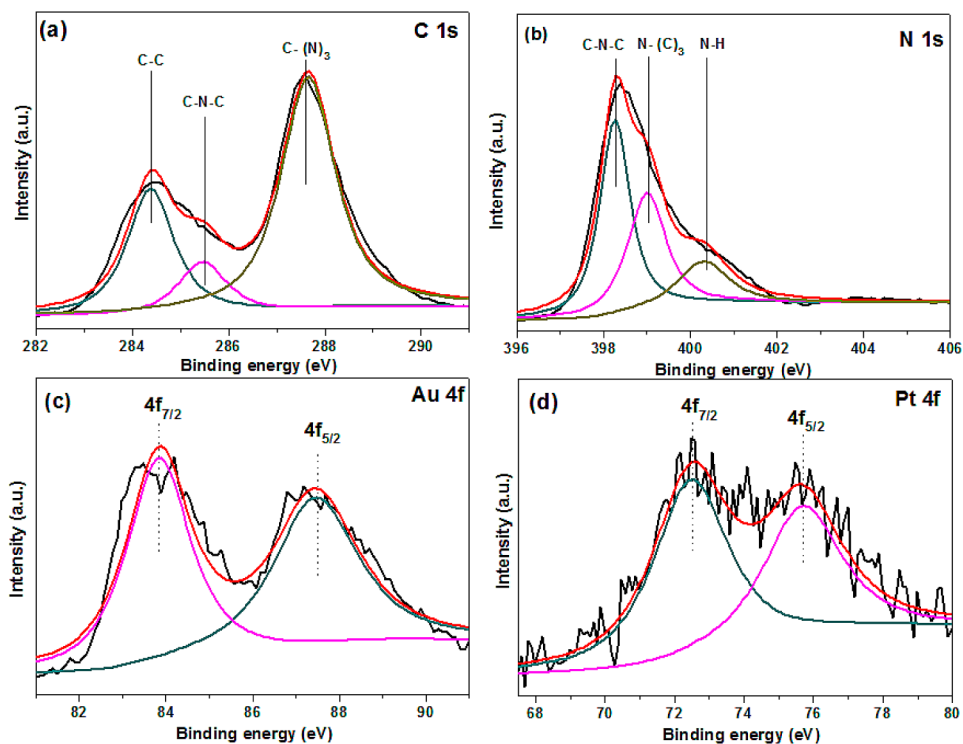 (a)
C 1s
C-C
C-N-C
C-(N)3
Intensity (a.u.)
282 284 286 288 290
Binding energy (eV)
(b)
N 1s
C-N-C
N-(C)3
N-H
Intensity (a.u.)
396 398 400 402 404 406
Binding energy (eV)
(c)
Au 4f
4f7/2
4f5/2
Intensity (a.u.)
82 84 86 88 90
Binding energy (eV)
(d)
Pt 4f
4f7/2
4f5/2
Intensity (a.u.)
68 70 72 74 76 78 80
Binding energy (eV)